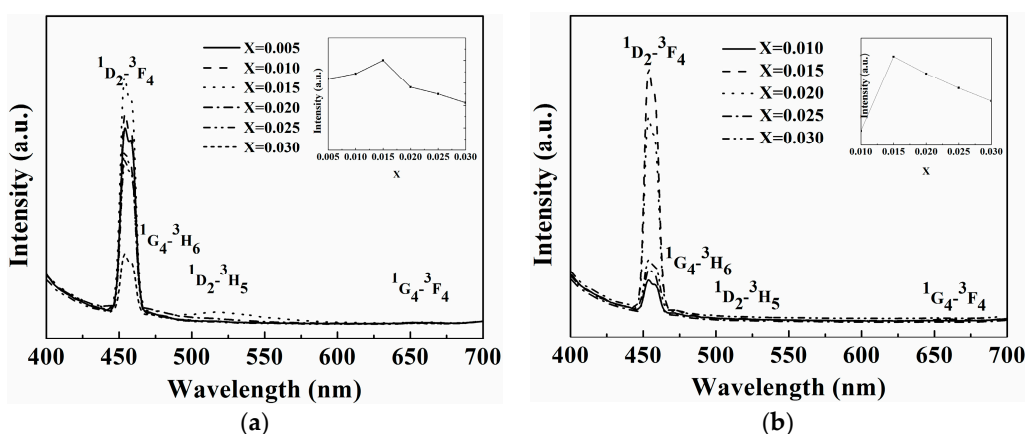 Intensity (a.u.)
¹D₂-³F₄
X=0.005
X=0.010
X=0.015
X=0.020
X=0.025
X=0.030
Intensity (a.u.)
0.005 0.010 0.015 0.020 0.025 0.030
X
¹G₄-³H₆
¹D₂-³H₅
¹G₄-³F₄
400 450 500 550 600 650 700
Wavelength (nm)
(a)
Intensity (a.u.)
¹D₂-³F₄
X=0.010
X=0.015
X=0.020
X=0.025
X=0.030
Intensity (a.u.)
0.010 0.015 0.020 0.025 0.030
X
¹G₄-³H₆
¹D₂-³H₅
¹G₄-³F₄
400 450 500 550 600 650 700
Wavelength (nm)
(b)